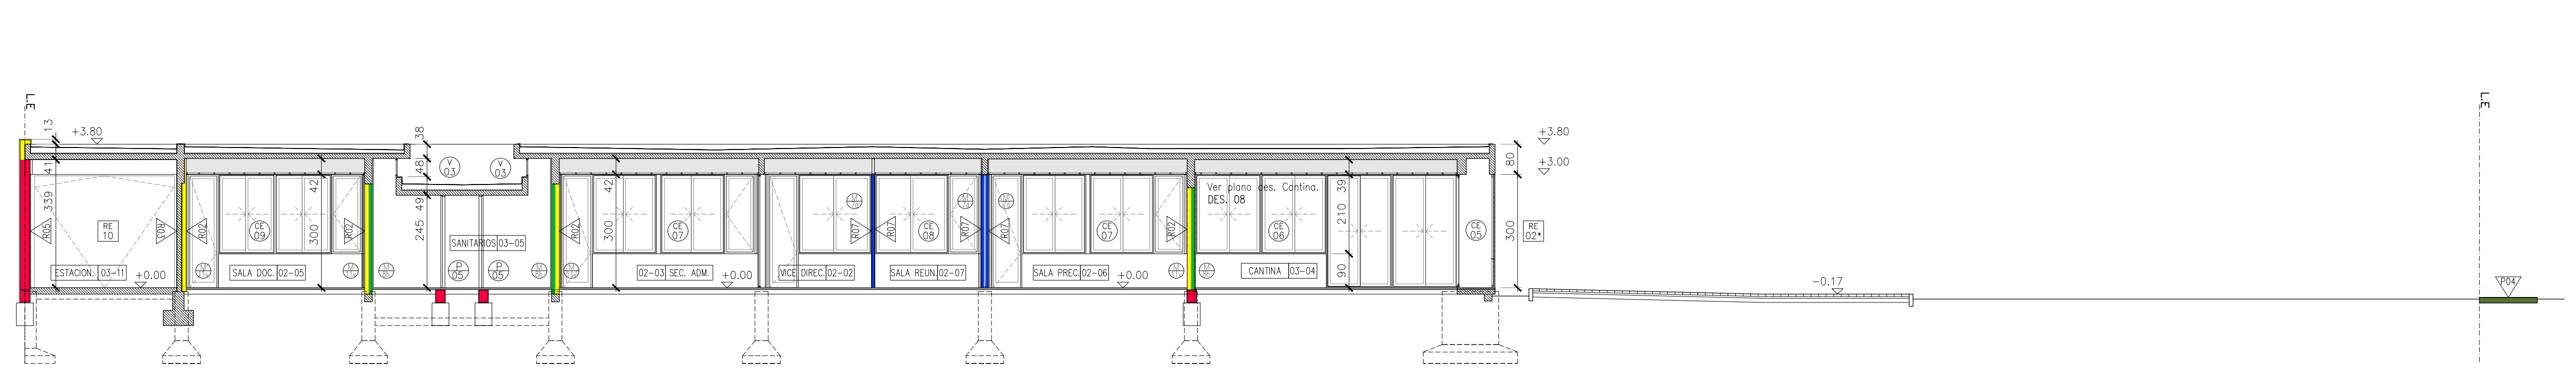 L.E
L.E
13
+3.80
41
339
R05
RE
10
R03
ESTACION.
03-11
+0.00
R02
CE
09
42
300
R02
SALA DOC.
02-05
38
48
49
245
V
03
V
03
SANITARIOS
03-05
P
05
P
05
R02
42
300
CE
07
02-03
SEC. ADM.
+0.00
VICE DIREC.
02-02
R07
R07
CE
08
R07
SALA REUN.
02-07
R07
CE
07
R02
SALA PREC.
02-06
+0.00
Ver plano des. Cantina.
DES. 08
CE
06
CANTINA
03-04
39
210
90
CE
05
80
300
+3.80
+3.00
RE
02*
-0.17
P04